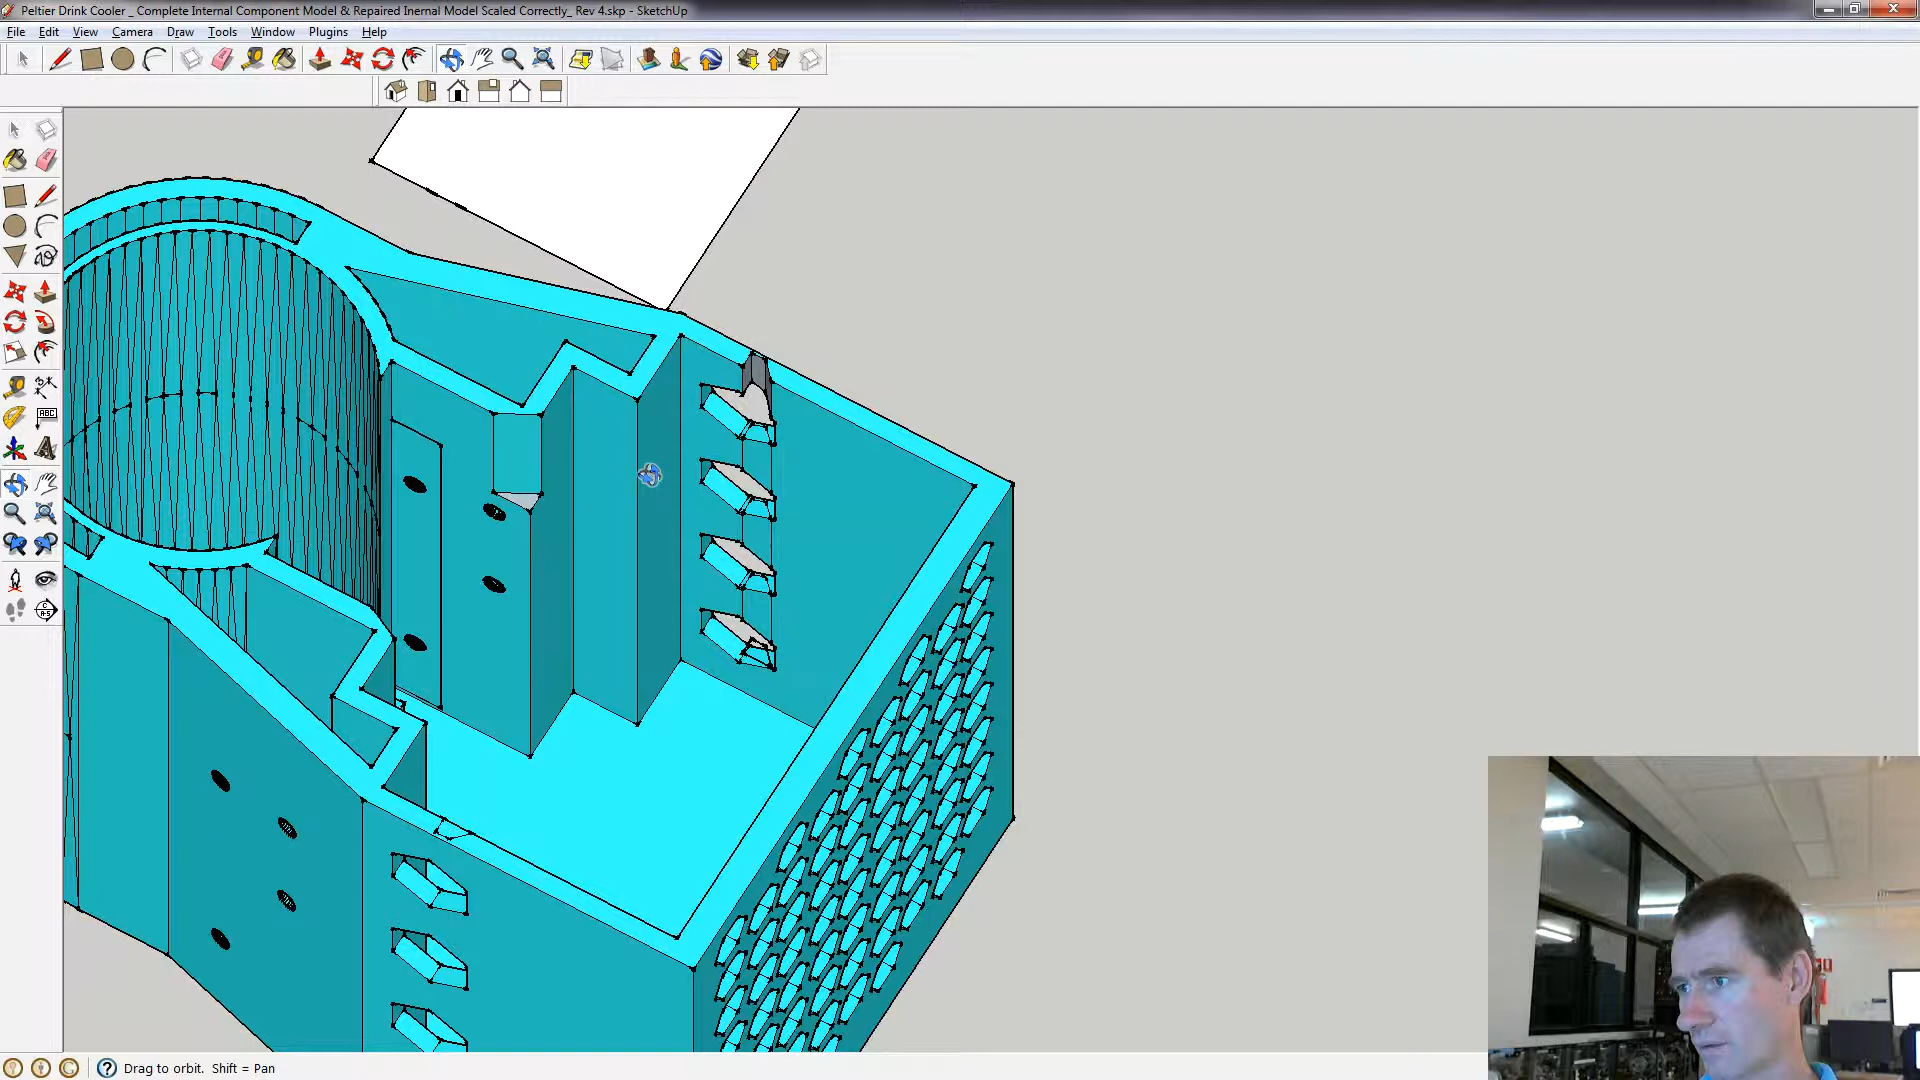 Peltier Drink Cooler _ Complete Internal Component Model & Repaired Inernal Model Scaled Correctly_ Rev 4.skp - SketchUp
File Edit View Camera Draw Tools Window Plugins Help
ABC
A
Drag to orbit. Shift = Pan